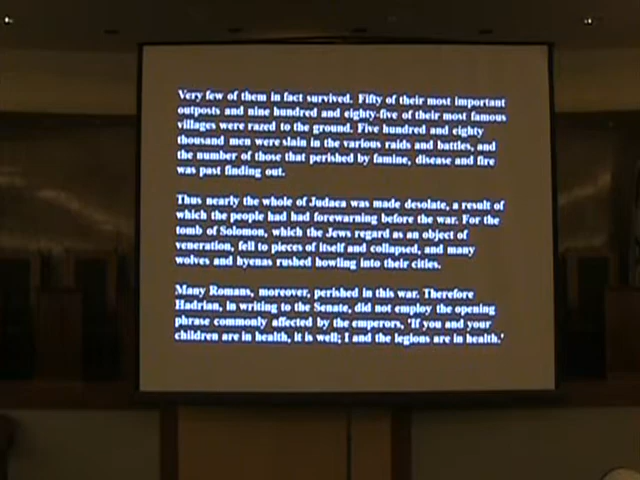 Very few of them in fact survived. Fifty of their most important
outposts and nine hundred and eighty-five of their most famous
villages were razed to the ground. Five hundred and eighty
thousand men were slain in the various raids and battles, and
the number of those that perished by famine, disease and fire
was past finding out.
Thus nearly the whole of Judaea was made desolate, a result of
which the people had had forewarning before the war. For the
tomb of Solomon, which the Jews regard as an object of
veneration, fell to pieces of itself and collapsed, and many
wolves and hyenas rushed howling into their cities.
Many Romans, moreover, perished in this war. Therefore
Hadrian, in writing to the Senate, did not employ the opening
phrase commonly affected by the emperors, 'If you and your
children are in health, it is well; I and the legions are in health.'